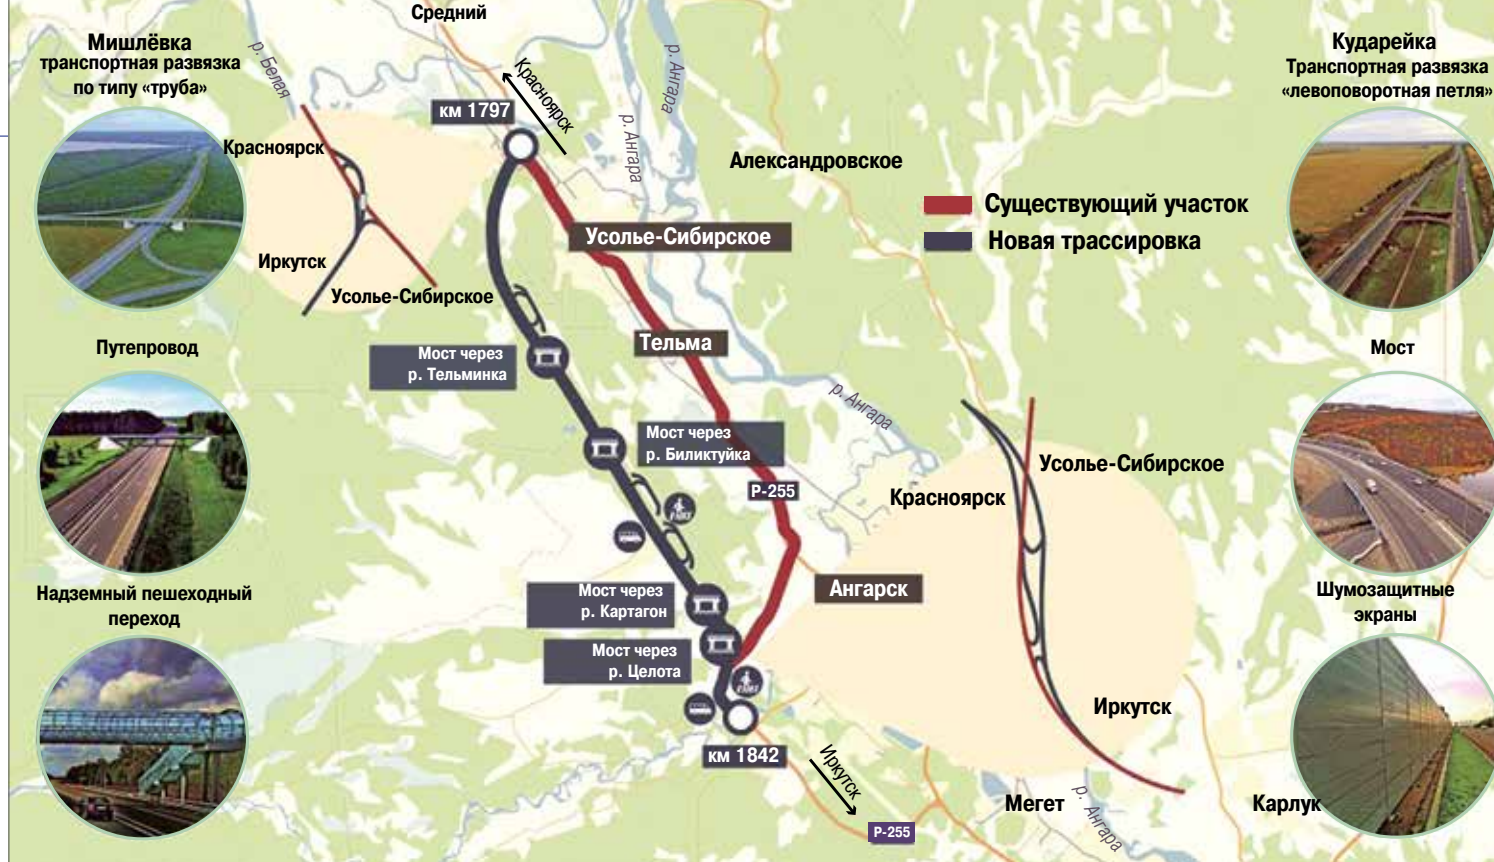 Средний
Мишлёвка
транспортная развязка
по типу «труба»
р. Белая
Красноярск
Иркутск
Усолье-Сибирское
Путепровод
Надземный пешеходный
переход
км 1797
Красноярск
р. Ангара
р. Ангара
Александровское
Существующий участок
Новая трассировка
Усолье-Сибирское
Тельма
Мост через
р. Тельминка
Мост через
р. Биликтуйка
Р-255
р. Ангара
Ангарск
Мост через
р. Картагон
Мост через
р. Целота
км 1842
Иркутск
Р-255
Усолье-Сибирское
Красноярск
Иркутск
Мегет
р. Ангара
Карлук
Кударейка
Транспортная развязка
«левоповоротная петля»
Мост
Шумозащитные
экраны